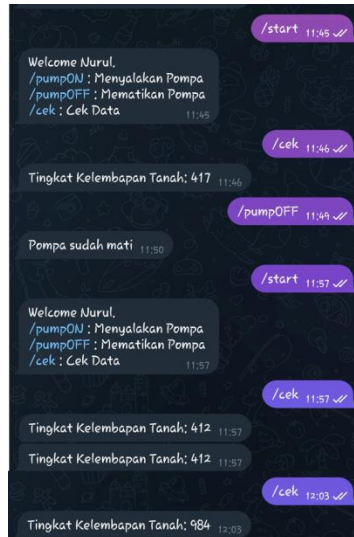 /start 11:45
Welcome Nurul.
/pumpON : Menyalakan Pompa
/pumpOFF : Mematikan Pompa
/cek : Cek Data
11:45
/cek 11:46
Tingkat Kelembapan Tanah: 417 11:46
/pumpOFF 11:49
Pompa sudah mati 11:50
/start 11:57
Welcome Nurul.
/pumpON : Menyalakan Pompa
/pumpOFF : Mematikan Pompa
/cek : Cek Data
11:57
/cek 11:57
Tingkat Kelembapan Tanah: 412 11:57
Tingkat Kelembapan Tanah: 412 11:57
/cek 12:03
Tingkat Kelembapan Tanah: 984 12:03